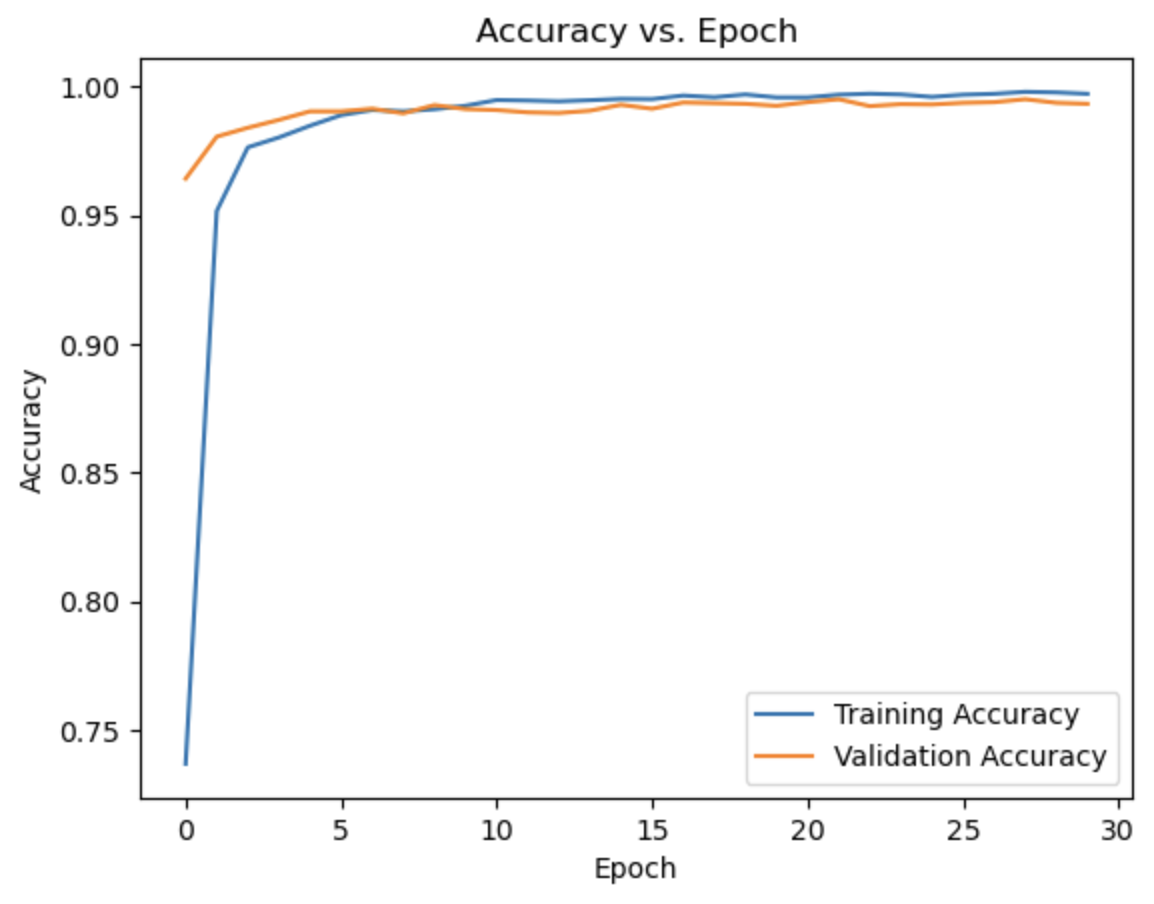 Accuracy vs. Epoch
1.00
0.95
0.90
0.85
0.80
0.75
Accuracy
Training Accuracy
Validation Accuracy
0 5 10 15 20 25 30
Epoch